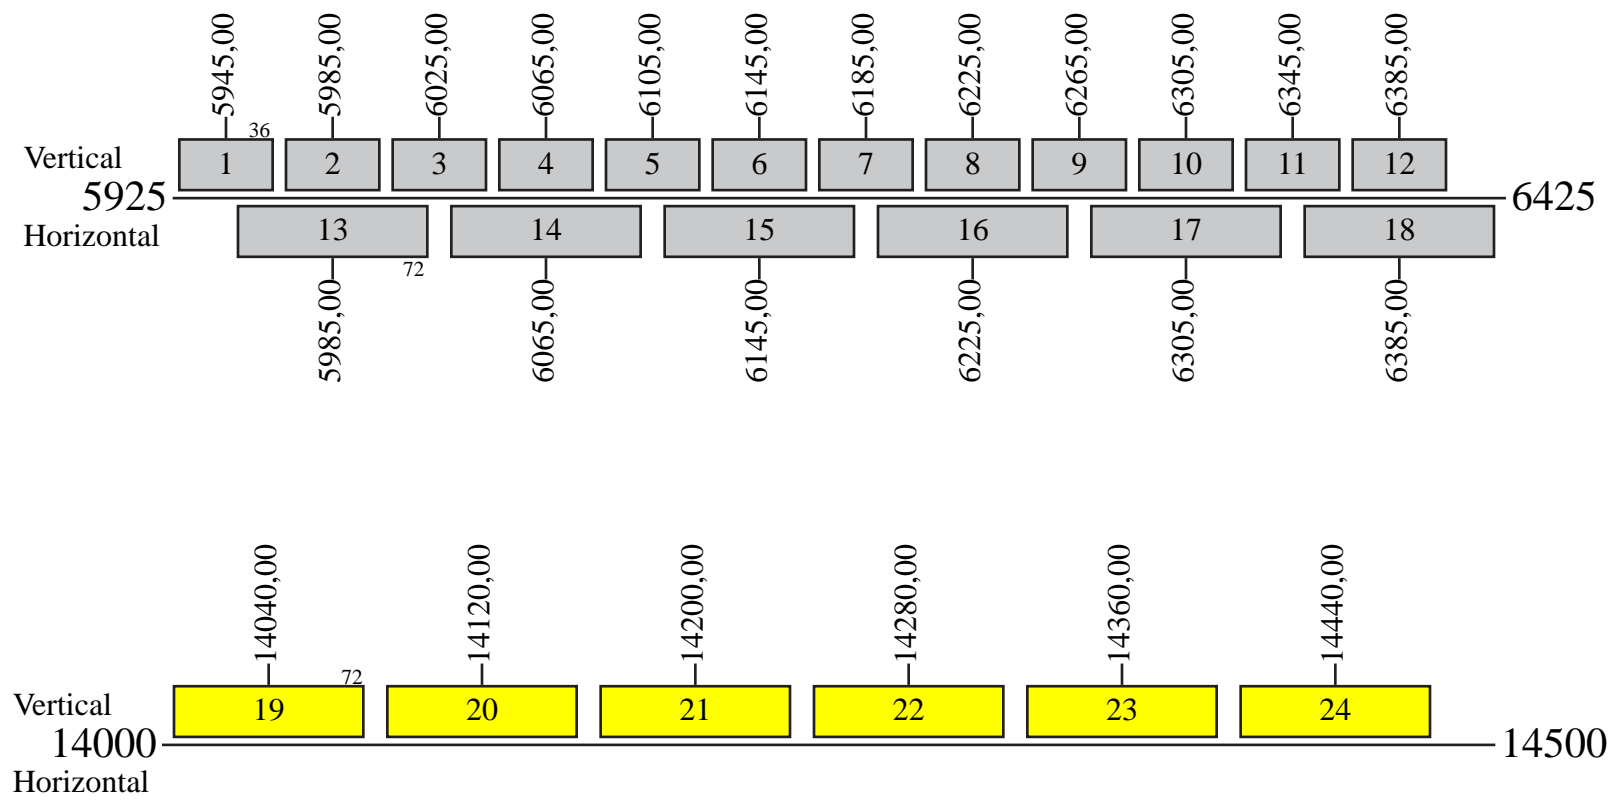 5945,00 5985,00 6025,00 6065,00 6105,00 6145,00 6185,00 6225,00 6265,00 6305,00 6345,00 6385,00
36
Vertical 1 2 3 4 5 6 7 8 9 10 11 12
5925 6425
Horizontal 13 14 15 16 17 18
72
5985,00 6065,00 6145,00 6225,00 6305,00 6385,00
14040,00 14120,00 14200,00 14280,00 14360,00 14440,00
72
Vertical 19 20 21 22 23 24
14000 14500
Horizontal